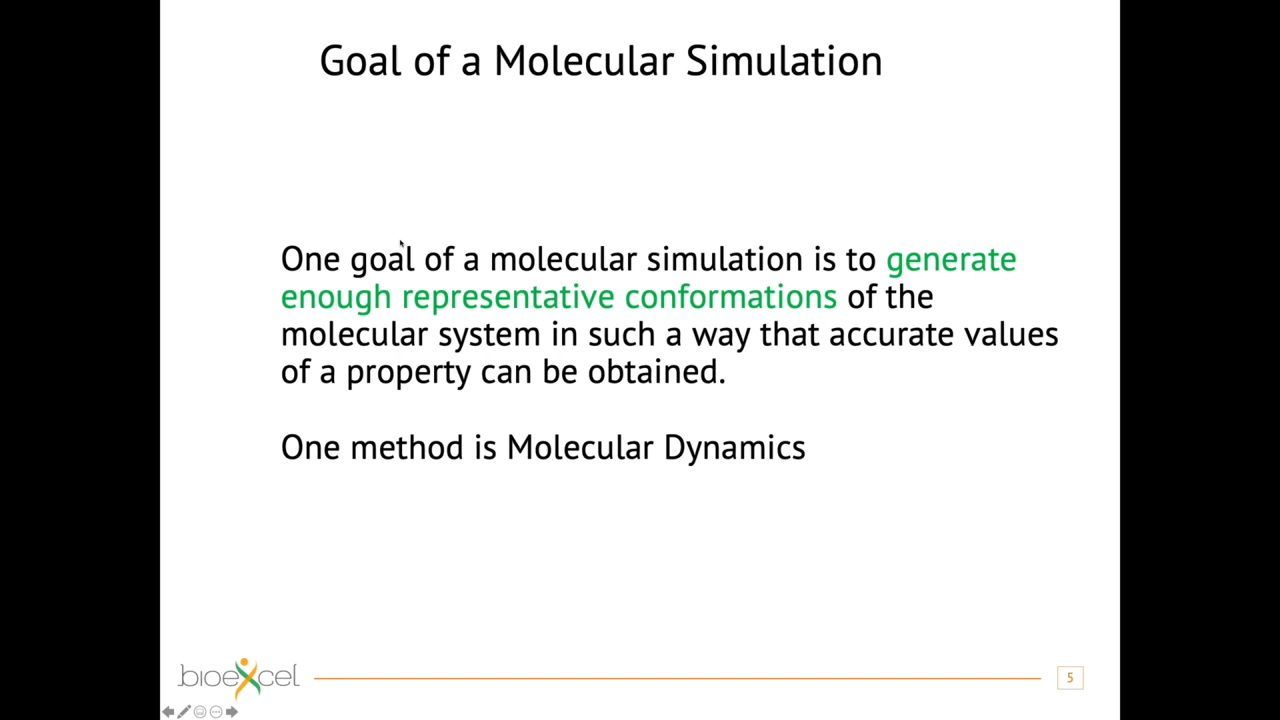 Goal of a Molecular Simulation
One goal of a molecular simulation is to generate
enough representative conformations of the
molecular system in such a way that accurate values
of a property can be obtained.
One method is Molecular Dynamics
bioexcel
5